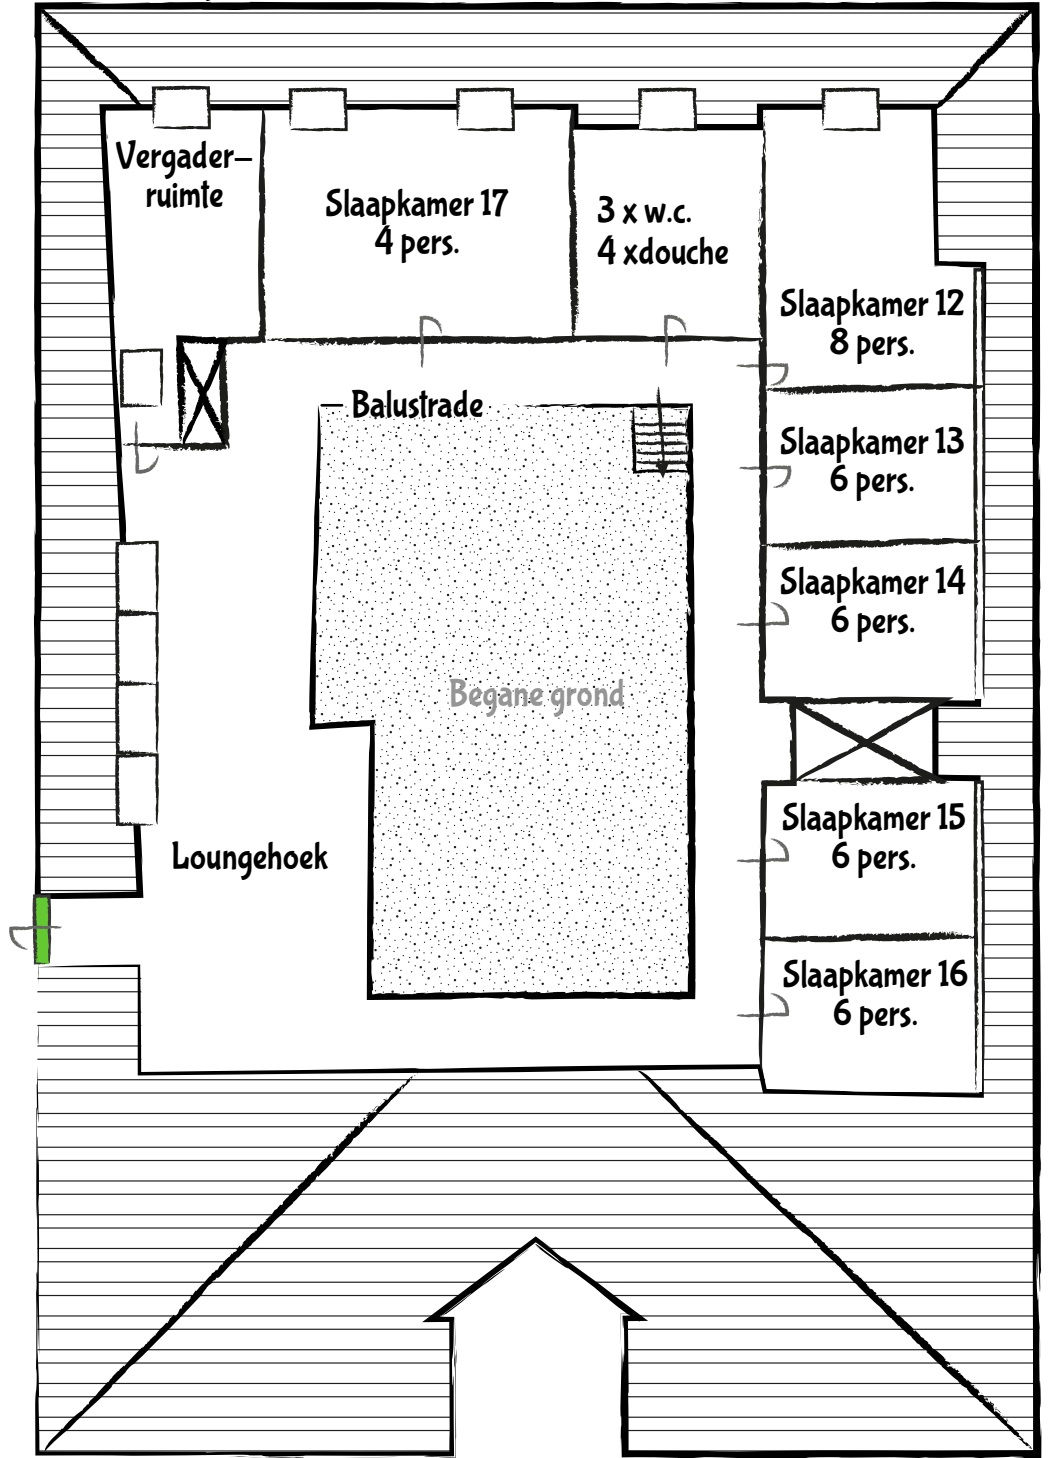 Vergader-
ruimte
Slaapkamer 17
4 pers.
3 x w.c.
4 xdouche
Slaapkamer 12
8 pers.
Balustrade
Slaapkamer 13
6 pers.
Slaapkamer 14
6 pers.
Begane grond
Slaapkamer 15
6 pers.
Loungehoek
Slaapkamer 16
6 pers.